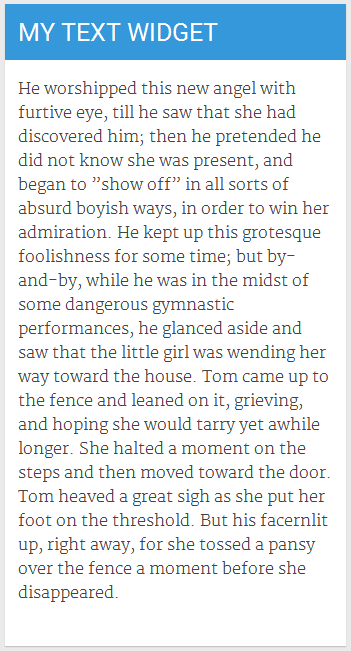 MY TEXT WIDGET
He worshipped this new angel with
furtive eye, till he saw that she had
discovered him; then he pretended he
did not know she was present, and
began to ”show off” in all sorts of
absurd boyish ways, in order to win her
admiration. He kept up this grotesque
foolishness for some time; but by-
and-by, while he was in the midst of
some dangerous gymnastic
performances, he glanced aside and
saw that the little girl was wending her
way toward the house. Tom came up to
the fence and leaned on it, grieving,
and hoping she would tarry yet awhile
longer. She halted a moment on the
steps and then moved toward the door.
Tom heaved a great sigh as she put her
foot on the threshold. But his facernlit
up, right away, for she tossed a pansy
over the fence a moment before she
disappeared.